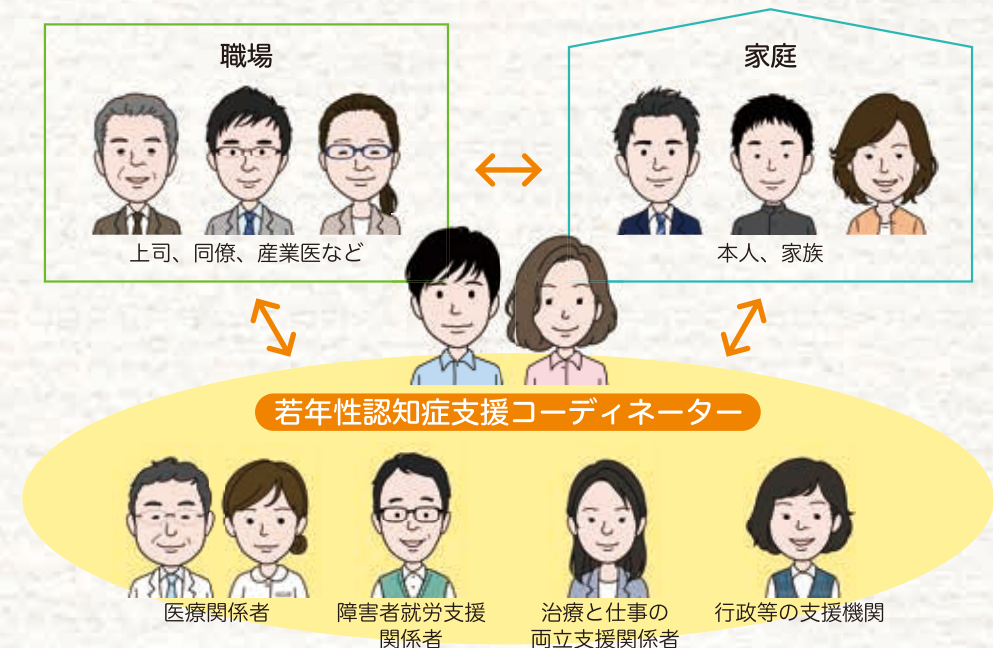 職場
家庭
上司、同僚、産業医など
本人、家族
若年性認知症支援コーディネーター
医療関係者
障害者就労支援
関係者
治療と仕事の
両立支援関係者
行政等の支援機関